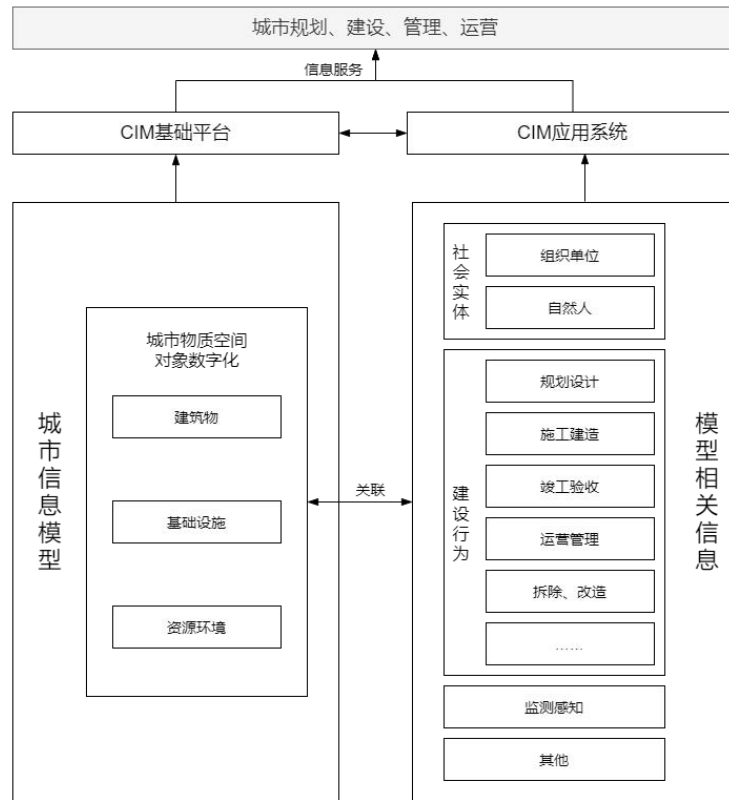 城市规划、建设、管理、运营
信息服务
CIM基础平台
CIM应用系统
城市信息模型
城市物质空间
对象数字化
建筑物
基础设施
资源环境
关联
社会实体
组织单位
自然人
建设行为
规划设计
施工建造
竣工验收
运营管理
拆除、改造
……
监测感知
其他
模型相关信息